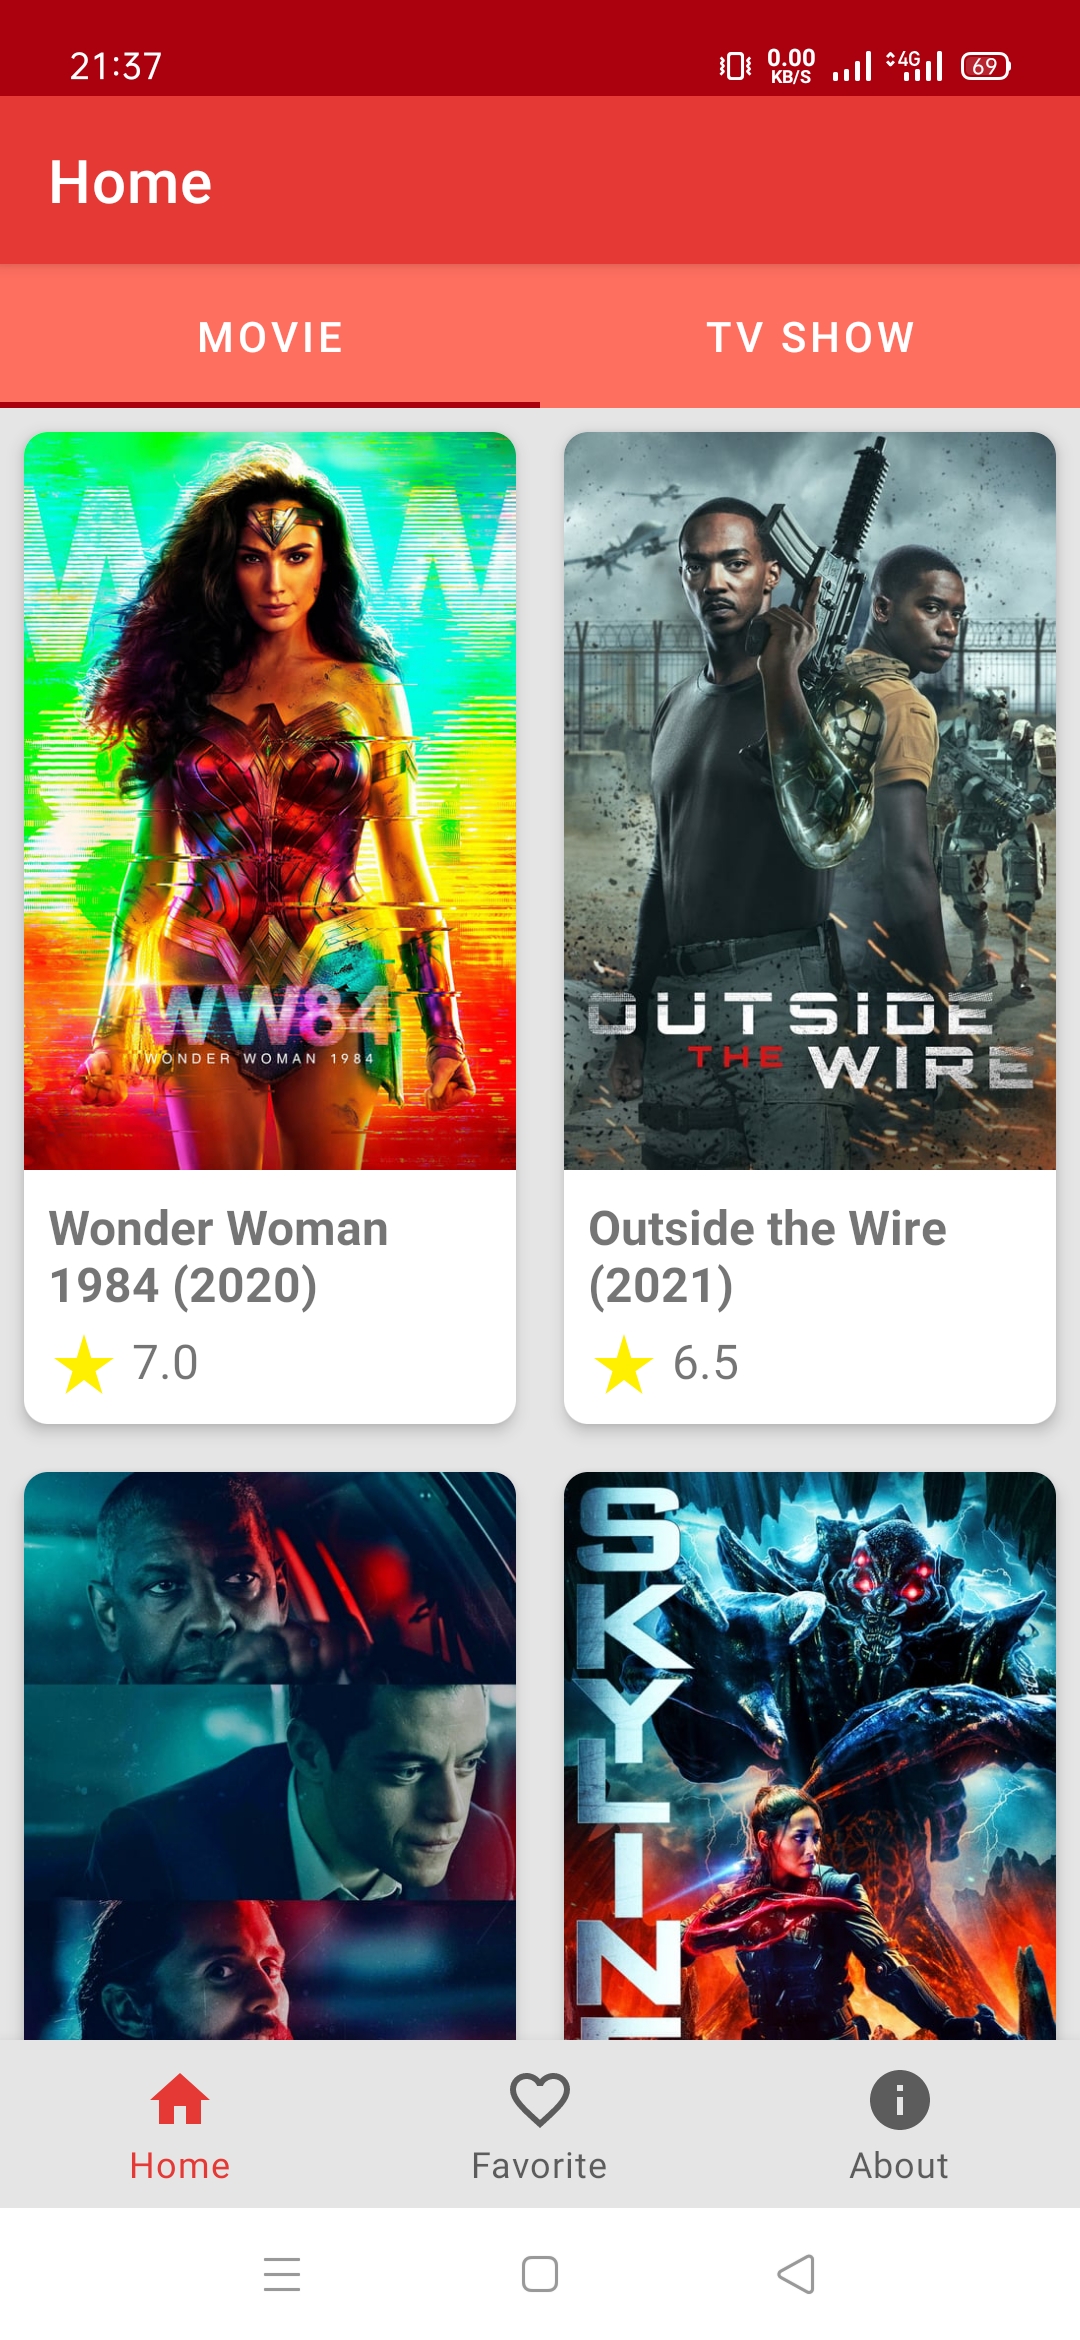 21:37
0.00
KB/S
4G
69
Home
MOVIE
TV SHOW
WW
WW84
WONDER WOMAN 1984
OUTSIDE
THE WIRE
Wonder Woman
1984 (2020)
7.0
Outside the Wire
(2021)
6.5
SKYLINE
Home
Favorite
About